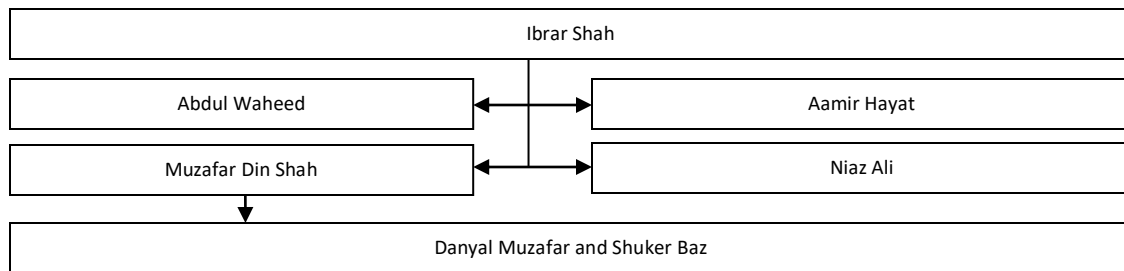 Ibrar Shah
Abdul Waheed
Aamir Hayat
Muzafar Din Shah
Niaz Ali
Danyal Muzafar and Shuker Baz